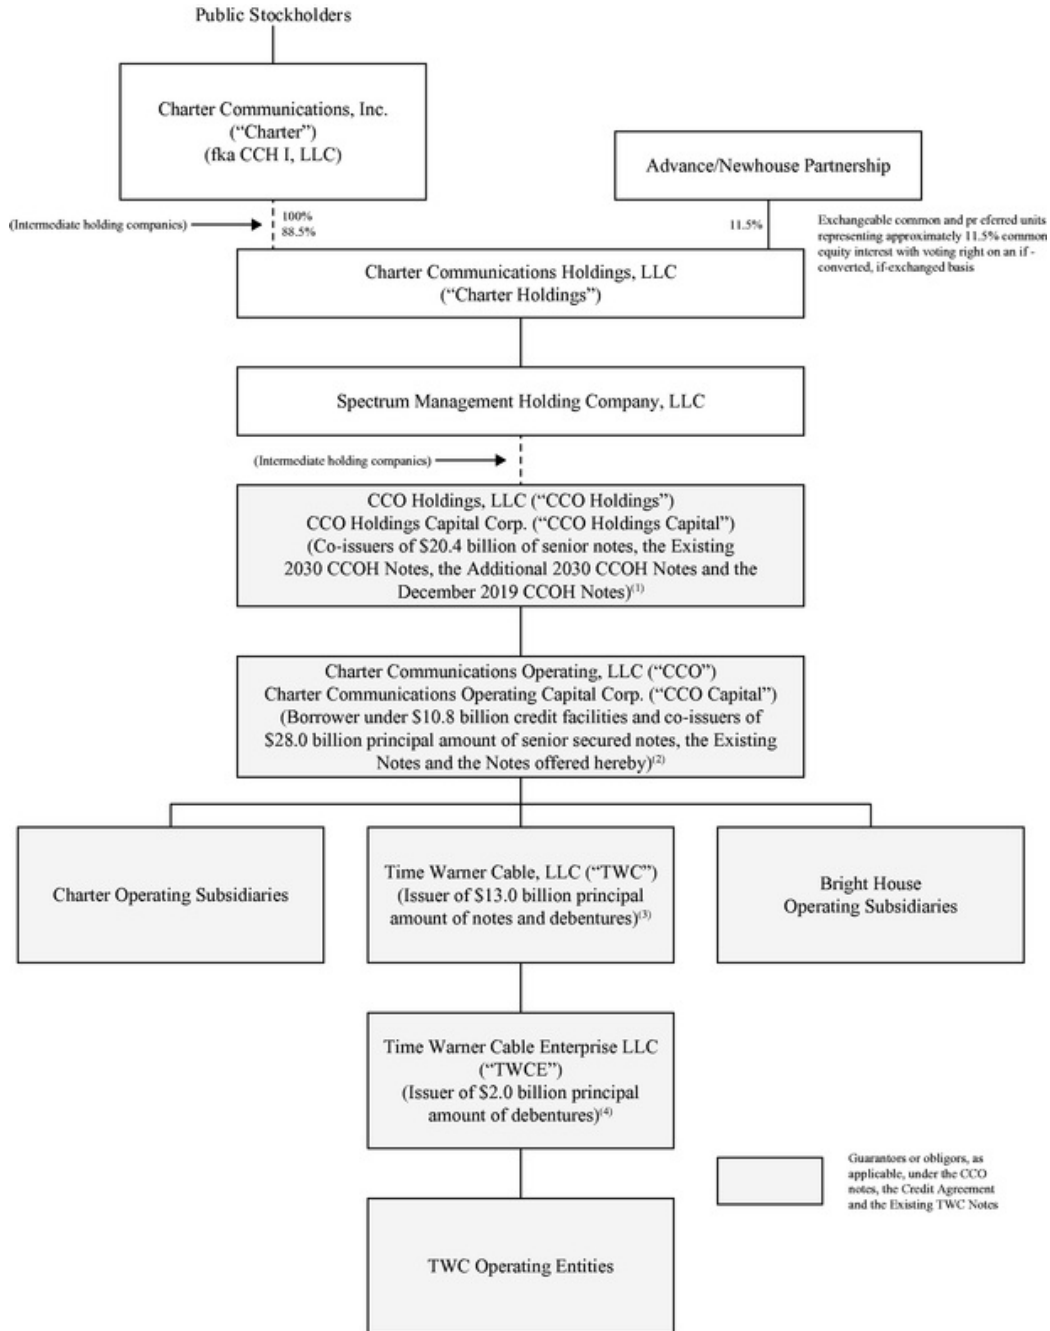 Public Stockholders
Charter Communications, Inc.
(“Charter”)
(fka CCH I, LLC)
Advance/Newhouse Partnership
(Intermediate holding companies)
100%
88.5%
11.5%
Exchangeable common and pr eferred units
representing approximately 11.5% common
equity interest with voting right on an if -
converted, if-exchanged basis
Charter Communications Holdings, LLC
(“Charter Holdings”)
Spectrum Management Holding Company, LLC
(Intermediate holding companies)
CCO Holdings, LLC (“CCO Holdings”)
CCO Holdings Capital Corp. (“CCO Holdings Capital”)
(Co-issuers of $20.4 billion of senior notes, the Existing
2030 CCOH Notes, the Additional 2030 CCOH Notes and the
December 2019 CCOH Notes)(1)
Charter Communications Operating, LLC (“CCO”)
Charter Communications Operating Capital Corp. (“CCO Capital”)
(Borrower under $10.8 billion credit facilities and co-issuers of
$28.0 billion principal amount of senior secured notes, the Existing
Notes and the Notes offered hereby)(2)
Charter Operating Subsidiaries
Time Warner Cable, LLC (“TWC”)
(Issuer of $13.0 billion principal
amount of notes and debentures)(3)
Bright House
Operating Subsidiaries
Time Warner Cable Enterprise LLC
(“TWCE”)
(Issuer of $2.0 billion principal
amount of debentures)(4)
Guarantors or obligors, as
applicable, under the CCO
notes, the Credit Agreement
and the Existing TWC Notes
TWC Operating Entities